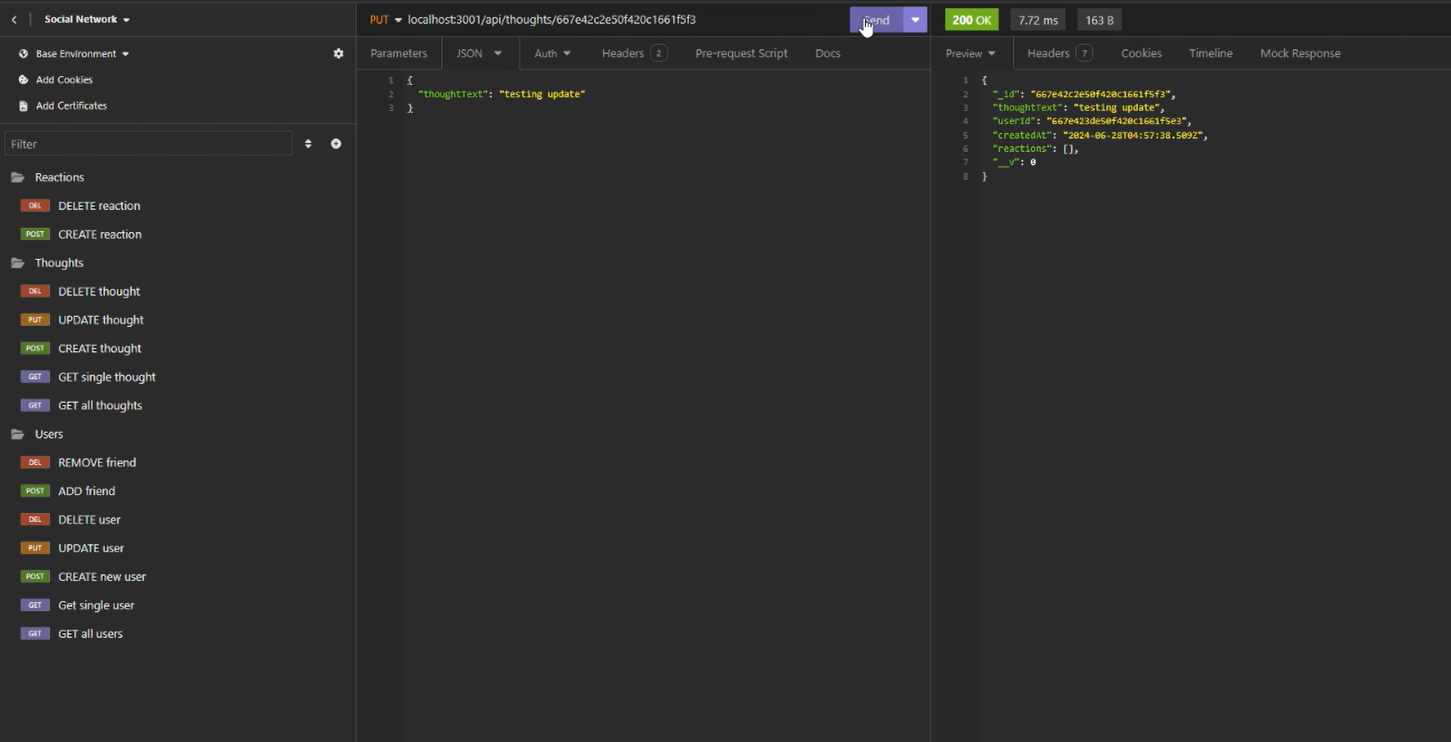 Social Network
PUT localhost:3001/api/thoughts/667e42c2e50f420c1661f5f3
Send
200 OK
7.72 ms
163 B
Base Environment
Add Cookies
Add Certificates
Filter
Reactions
DEL DELETE reaction
POST CREATE reaction
Thoughts
DEL DELETE thought
PUT UPDATE thought
POST CREATE thought
GET GET single thought
GET GET all thoughts
Users
DEL REMOVE friend
POST ADD friend
DEL DELETE user
PUT UPDATE user
POST CREATE new user
GET Get single user
GET GET all users
Parameters JSON Auth Headers 2 Pre-request Script Docs
1 {
2 "thoughtText": "testing update"
3 }
Preview Headers 7 Cookies Timeline Mock Response
1 {
2 "_id": "667e42c2e50f420c1661f5f3",
3 "thoughtText": "testing update",
4 "userId": "667e423de50f420c1661f5e3",
5 "createdAt": "2024-06-28T04:57:38.509Z",
6 "reactions": [],
7 "__v": 0
8 }